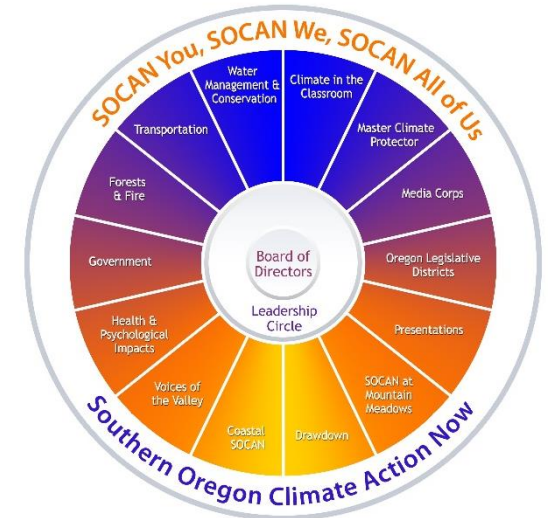 SOCAN You, SOCAN We, SOCAN All of Us
Water
Management &
Conservation
Climate in the
Classroom
Transportation
Master Climate
Protector
Forests
& Fire
Media Corps
Government
Board of
Directors
Oregon Legislative
Districts
Leadership
Circle
Health &
Psychological
Impacts
Presentations
Voices of
the Valley
SOCAN at
Mountain
Meadows
Coastal
SOCAN
Drawdown
Southern Oregon Climate Action Now